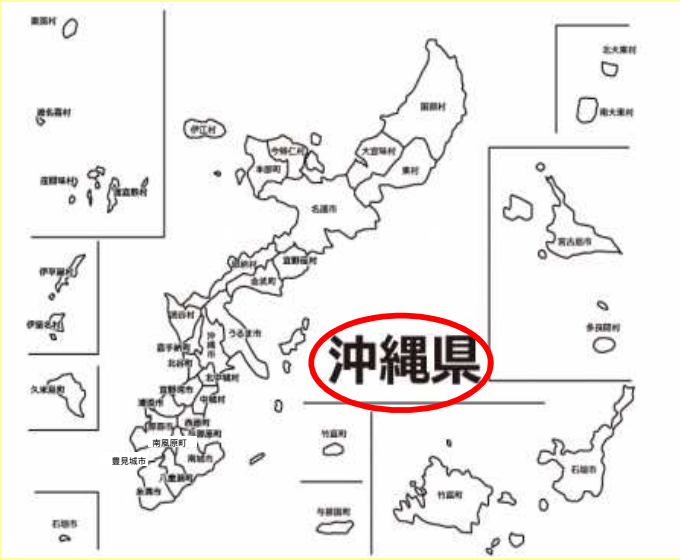 粟国村
渡名喜村
座間味村
渡嘉敷村
伊平屋村
伊是名村
久米島町
石垣市
伊江村
今帰仁村
本部町
国頭村
大宜味村
東村
名護市
恩納村
宜野座村
金武町
読谷村
うるま市
沖縄市
嘉手納町
北谷町
北中城村
宜野湾市
中城村
浦添市
西原町
那覇市
南風原町
豊見城市
南城市
八重瀬町
糸満市
北大東村
南大東村
宮古島市
多良間村
沖縄県
竹富町
与那国町
竹富町
石垣市